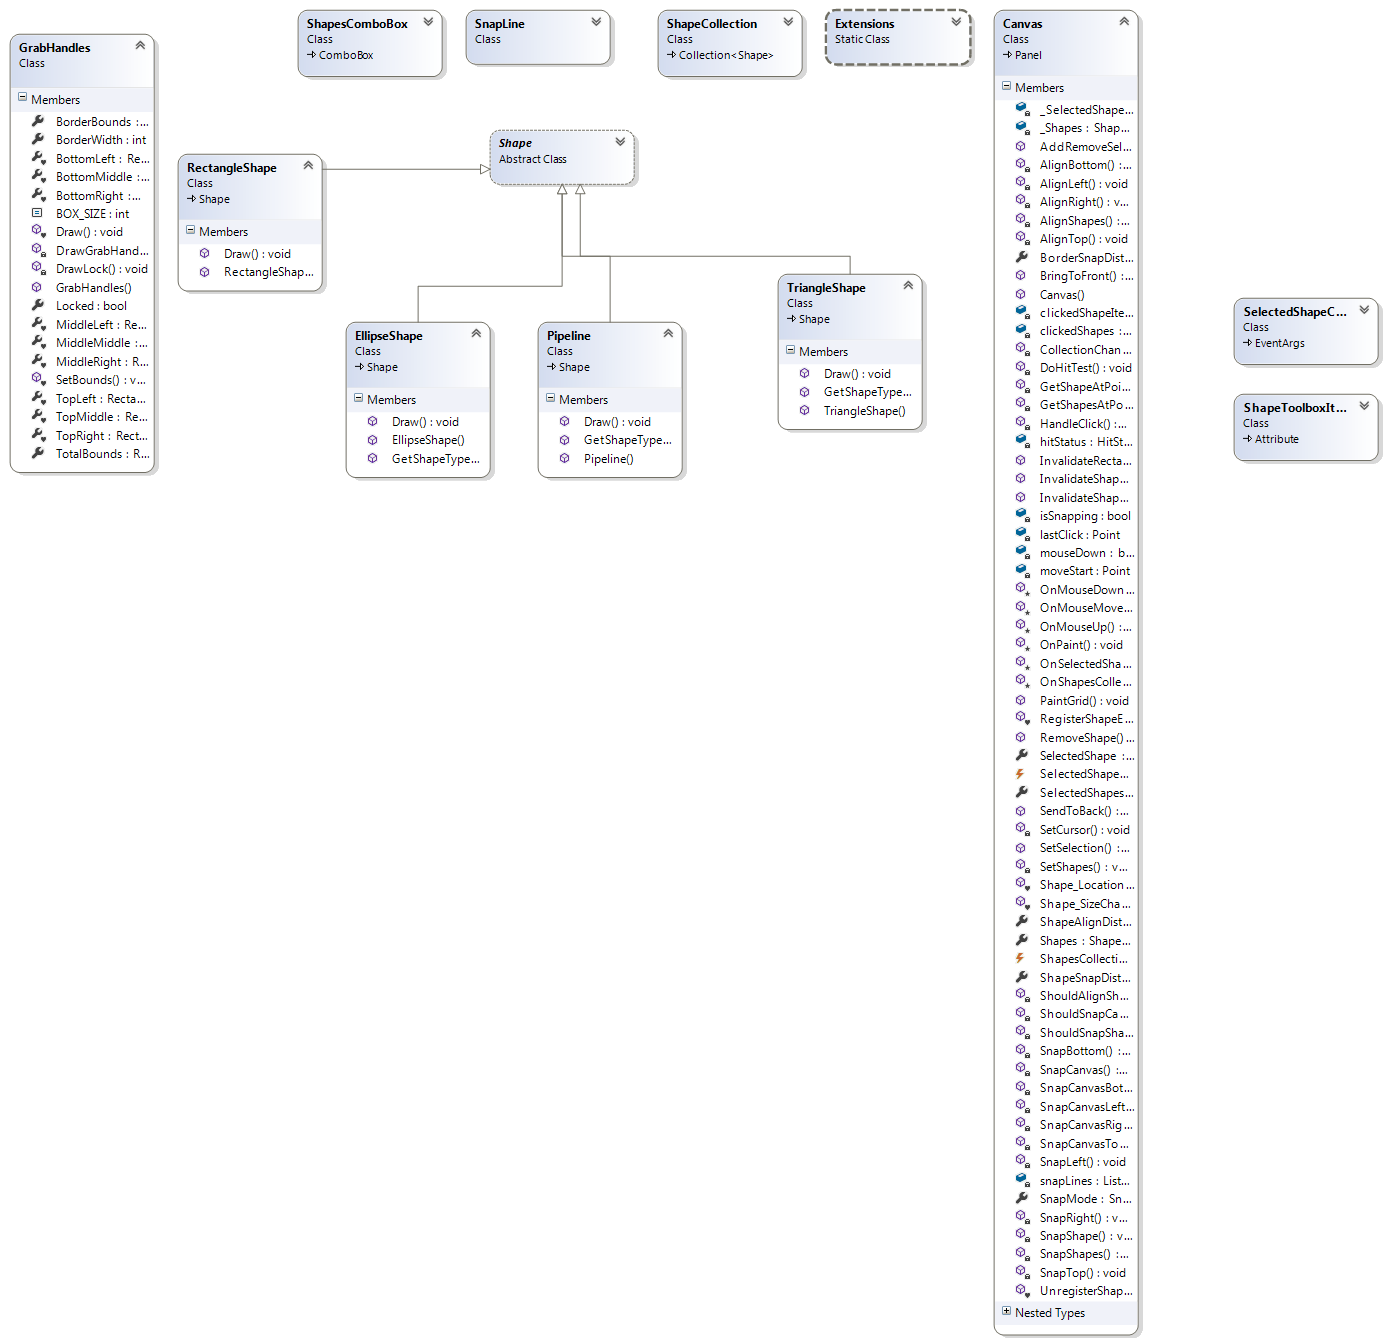 GrabHandles
Class
Members
BorderBounds :...
BorderWidth : int
BottomLeft : Re...
BottomMiddle :...
BottomRight :...
BOX_SIZE : int
Draw() : void
DrawGrabHand...
DrawLock() : void
GrabHandles()
Locked : bool
MiddleLeft : Re...
MiddleMiddle :...
MiddleRight : R...
SetBounds() : v...
TopLeft : Recta...
TopMiddle : Re...
TopRight : Rect...
TotalBounds : R...
ShapesComboBox
Class
ComboBox
SnapLine
Class
ShapeCollection
Class
Collection<Shape>
Extensions
Static Class
RectangleShape
Class
Shape
Members
Draw() : void
RectangleShap...
Shape
Abstract Class
EllipseShape
Class
Shape
Members
Draw() : void
EllipseShape()
GetShapeType...
Pipeline
Class
Shape
Members
Draw() : void
GetShapeType...
Pipeline()
TriangleShape
Class
Shape
Members
Draw() : void
GetShapeType...
TriangleShape()
Canvas
Class
Panel
Members
_SelectedShape...
_Shapes : Shap...
AddRemoveSel...
AlignBottom() :...
AlignLeft() : void
AlignRight() : v...
AlignShapes() :...
AlignTop() : void
BorderSnapDist...
BringToFront() :...
Canvas()
clickedShapeIte...
clickedShapes :...
CollectionChan...
DoHitTest() : void
GetShapeAtPoi...
GetShapesAtPo...
HandleClick() :...
hitStatus : HitSt...
InvalidateRecta...
InvalidateShap...
InvalidateShap...
isSnapping : bool
lastClick : Point
mouseDown : b...
moveStart : Point
OnMouseDown...
OnMouseMove...
OnMouseUp() :...
OnPaint() : void
OnSelectedSha...
OnShapesColle...
PaintGrid() : void
RegisterShapeE...
RemoveShape()...
SelectedShape :...
SelectedShape...
SelectedShapes...
SendToBack() :...
SetCursor() : void
SetSelection() :...
SetShapes() : v...
Shape_Location...
Shape_SizeCha...
ShapeAlignDist...
Shapes : Shape...
ShapesCollecti...
ShapeSnapDist...
ShouldAlignSh...
ShouldSnapCa...
ShouldSnapSha...
SnapBottom() :...
SnapCanvas() :...
SnapCanvasBot...
SnapCanvasLeft...
SnapCanvasRig...
SnapCanvasTo...
SnapLeft() : void
snapLines : List...
SnapMode : Sn...
SnapRight() : v...
SnapShape() : v...
SnapShapes() :...
SnapTop() : void
UnregisterShap...
Nested Types
SelectedShapeC...
Class
EventArgs
ShapeToolboxIt...
Class
Attribute